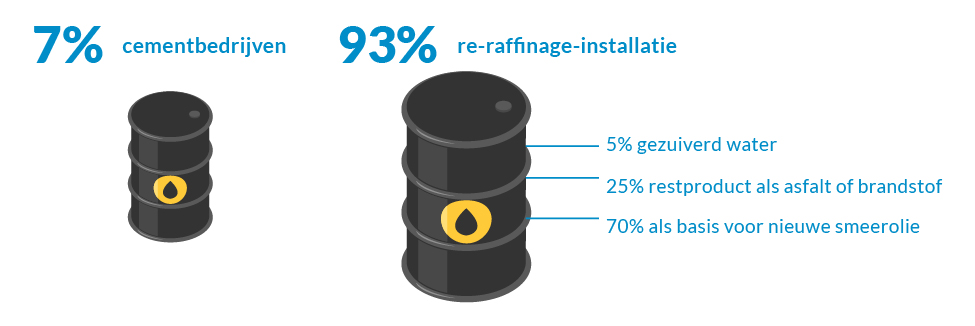 7% cementbedrijven
93% re-raffinage-installatie
5% gezuiverd water
25% restproduct als asfalt of brandstof
70% als basis voor nieuwe smeerolie